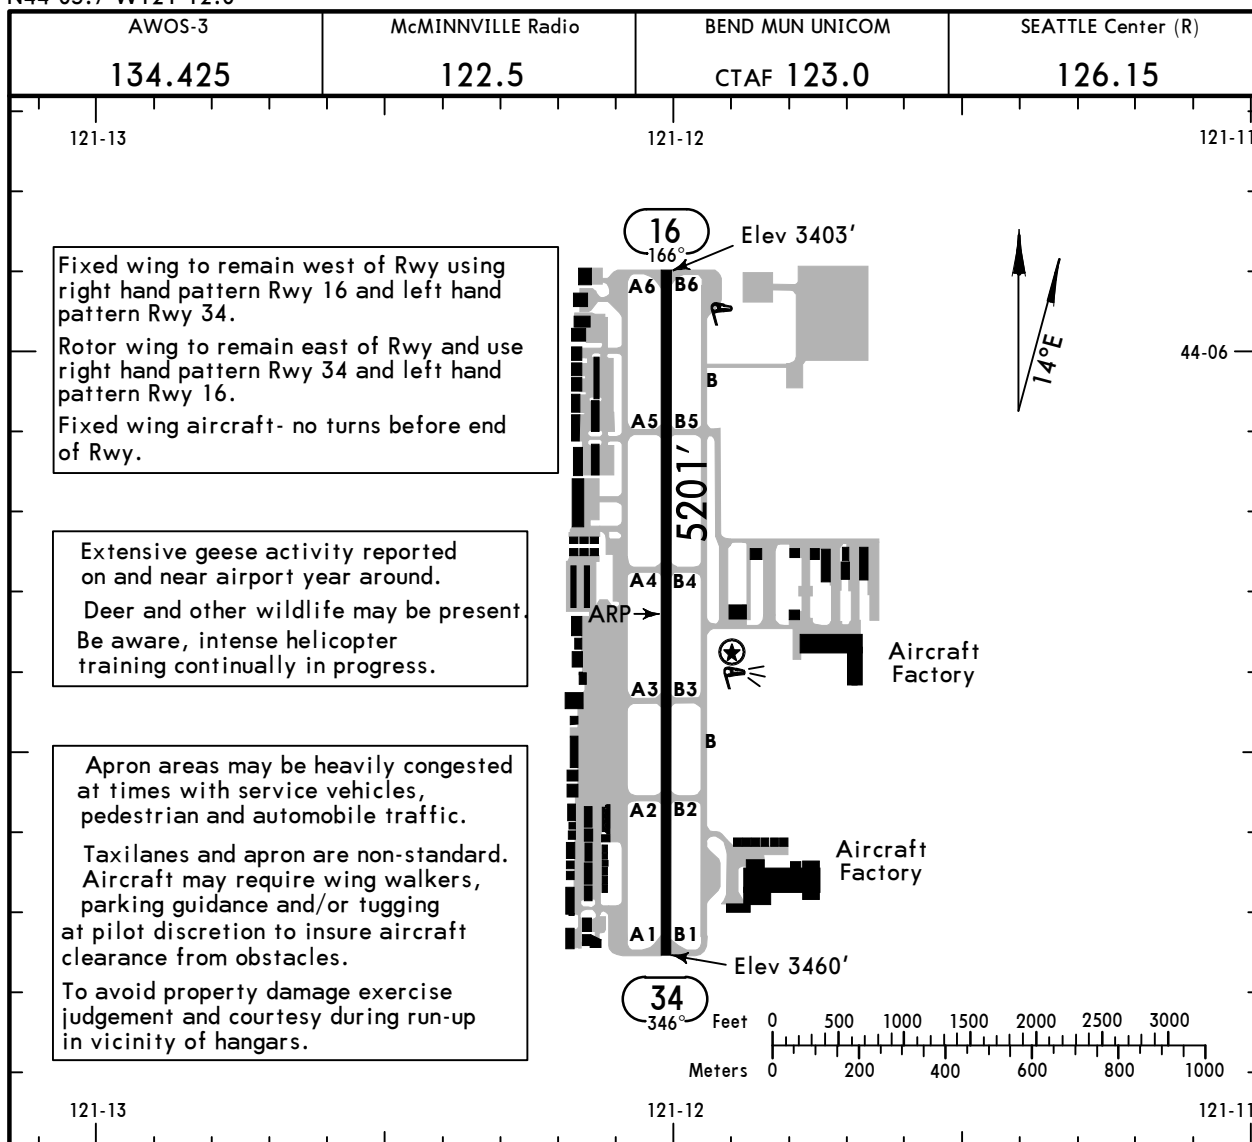 AWOS-3
134.425
McMINNVILLE Radio
122.5
BEND MUN UNICOM
CTAF 123.0
SEATTLE Center (R)
126.15
121-13
121-12
121-11
16
166°
Elev 3403'
Fixed wing to remain west of Rwy using
right hand pattern Rwy 16 and left hand
pattern Rwy 34.
Rotor wing to remain east of Rwy and use
right hand pattern Rwy 34 and left hand
pattern Rwy 16.
Fixed wing aircraft- no turns before end
of Rwy.
A6
B6
14°E
44-06
B
A5
B5
5201'
Extensive geese activity reported
on and near airport year around.
Deer and other wildlife may be present.
Be aware, intense helicopter
training continually in progress.
A4
B4
ARP
Aircraft
Factory
A3
B3
B
Apron areas may be heavily congested
at times with service vehicles,
pedestrian and automobile traffic.
Taxilanes and apron are non-standard.
Aircraft may require wing walkers,
parking guidance and/or tugging
at pilot discretion to insure aircraft
clearance from obstacles.
To avoid property damage exercise
judgement and courtesy during run-up
in vicinity of hangars.
A2
B2
Aircraft
Factory
A1
B1
Elev 3460'
34
346°
Feet 0 500 1000 1500 2000 2500 3000
Meters 0 200 400 600 800 1000
121-13
121-12
121-11